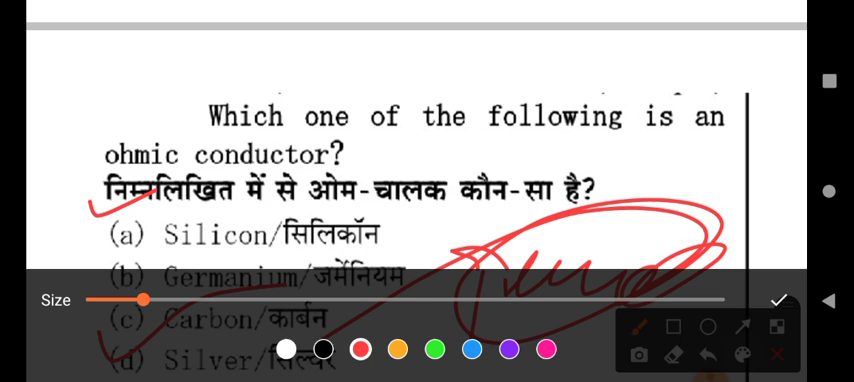 Which one of the following is an
ohmic conductor?
निम्नलिखित में से ओम-चालक कौन-सा है?
(a) Silicon/सिलिकॉन
(b) Germanium/जर्मेनियम
Size
(c) Carbon/कार्बन
(d) Silver/सिल्वर